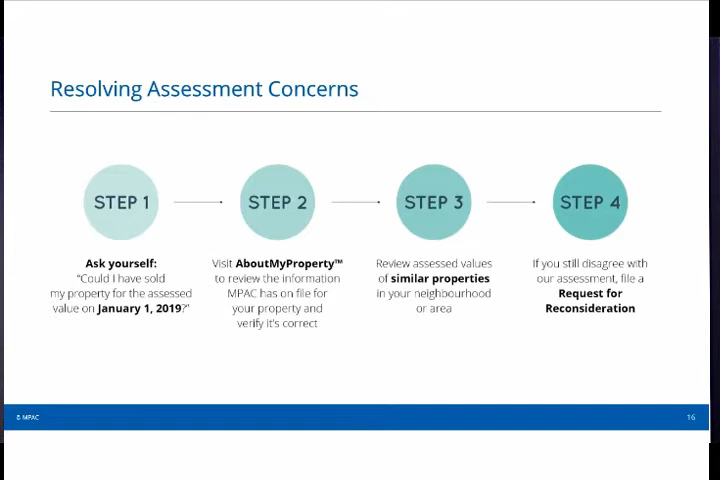 Resolving Assessment Concerns
STEP 1
STEP 2
STEP 3
STEP 4
Ask yourself:
“Could I have sold
my property for the assessed
value on January 1, 2019?”
Visit AboutMyProperty™
to review the information
MPAC has on file for
your property and
verify it's correct
Review assessed values
of similar properties
in your neighbourhood
or area
If you still disagree with
our assessment, file a
Request for
Reconsideration
© MPAC
16